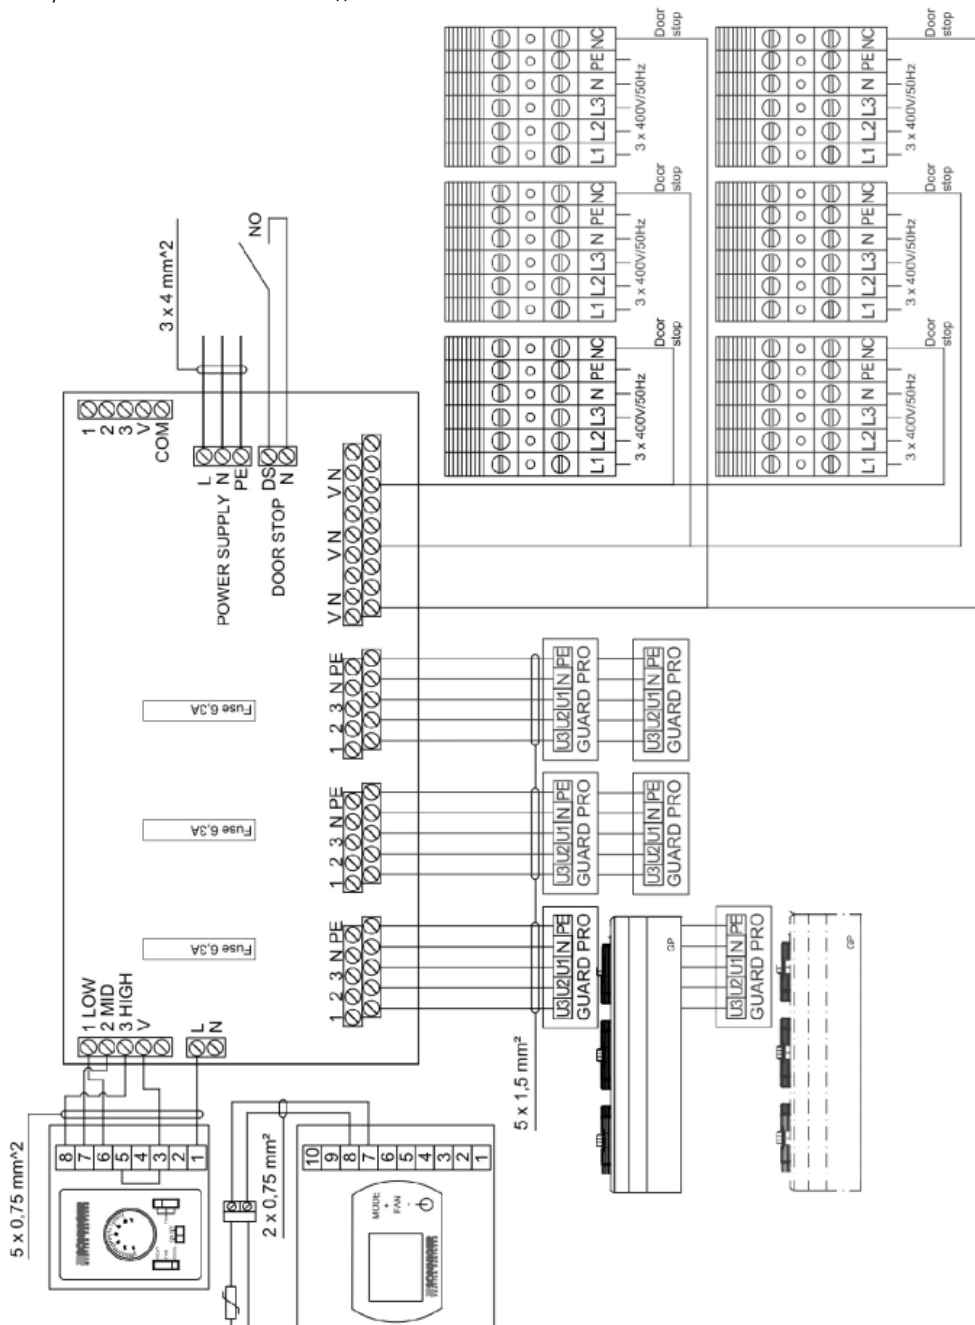 Door
stop
NC
PE
N
L3
L2
L1
3 x 400V/50Hz
Door
stop
NC
PE
N
L3
L2
L1
3 x 400V/50Hz
Door
stop
NC
PE
N
L3
L2
L1
3 x 400V/50Hz
Door
stop
NC
PE
N
L3
L2
L1
3 x 400V/50Hz
Door
stop
NC
PE
N
L3
L2
L1
3 x 400V/50Hz
Door
stop
NC
PE
N
L3
L2
L1
3 x 400V/50Hz
3 x 4 mm^2
NO
1
2
3
V
COM
L
N
PE
POWER SUPPLY
DS
N
DOOR STOP
V N
V N
V N
Fuse 6,3A
Fuse 6,3A
Fuse 6,3A
1 2 3 N PE
1 2 3 N PE
1 2 3 N PE
U3 U2 U1 N PE
GUARD PRO
U3 U2 U1 N PE
GUARD PRO
U3 U2 U1 N PE
GUARD PRO
U3 U2 U1 N PE
GUARD PRO
U3 U2 U1 N PE
GUARD PRO
U3 U2 U1 N PE
GUARD PRO
GP
GP
5 x 1,5 mm²
1 LOW
2 MID
3 HIGH
V
L
N
5 x 0,75 mm^2
8
7
6
5
4
3
2
1
SONNIGER
2 x 0,75 mm²
10
9
8
7
6
5
4
3
2
1
MODE
+
FAN
-
SONNIGER